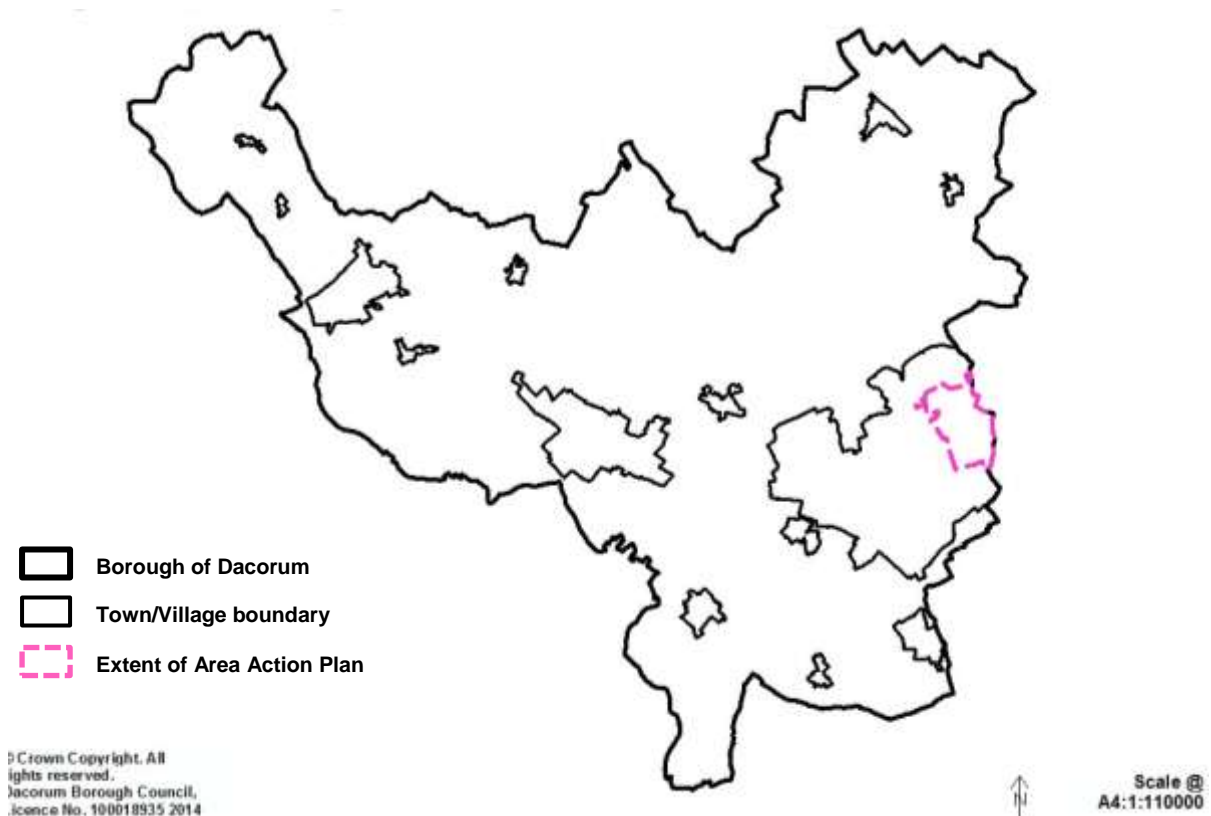 Borough of Dacorum
Town/Village boundary
Extent of Area Action Plan
© Crown Copyright. All
ights reserved.
Dacorum Borough Council,
icence No. 100018935 2014
N
Scale @
A4:1:110000